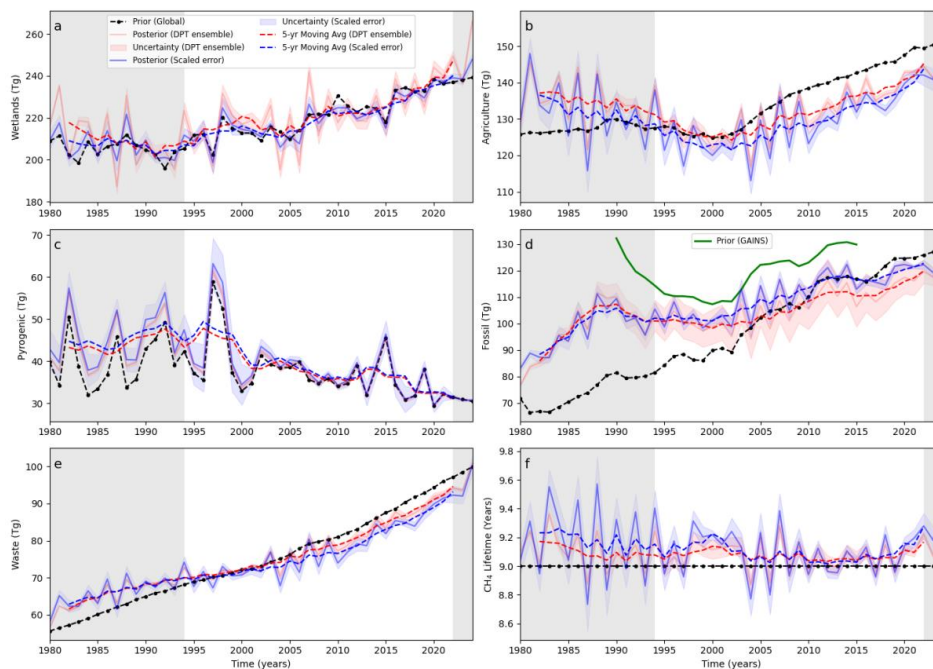 a
Prior (Global)
Posterior (DPT ensemble)
Uncertainty (DPT ensemble)
Posterior (Scaled error)
Uncertainty (Scaled error)
5-yr Moving Avg (DPT ensemble)
5-yr Moving Avg (Scaled error)
Wetlands (Tg)
260
240
220
200
180
1980 1985 1990 1995 2000 2005 2010 2015 2020
b
Agriculture (Tg)
150
140
130
120
110
1980 1985 1990 1995 2000 2005 2010 2015 2020
c
Pyrogenic (Tg)
70
60
50
40
30
1980 1985 1990 1995 2000 2005 2010 2015 2020
d
Prior (GAINS)
Fossil (Tg)
130
120
110
100
90
80
70
1980 1985 1990 1995 2000 2005 2010 2015 2020
e
Waste (Tg)
100
90
80
70
60
1980 1985 1990 1995 2000 2005 2010 2015 2020
Time (years)
f
CH₄ Lifetime (Years)
9.8
9.6
9.4
9.2
9.0
8.8
8.6
1980 1985 1990 1995 2000 2005 2010 2015 2020
Time (years)